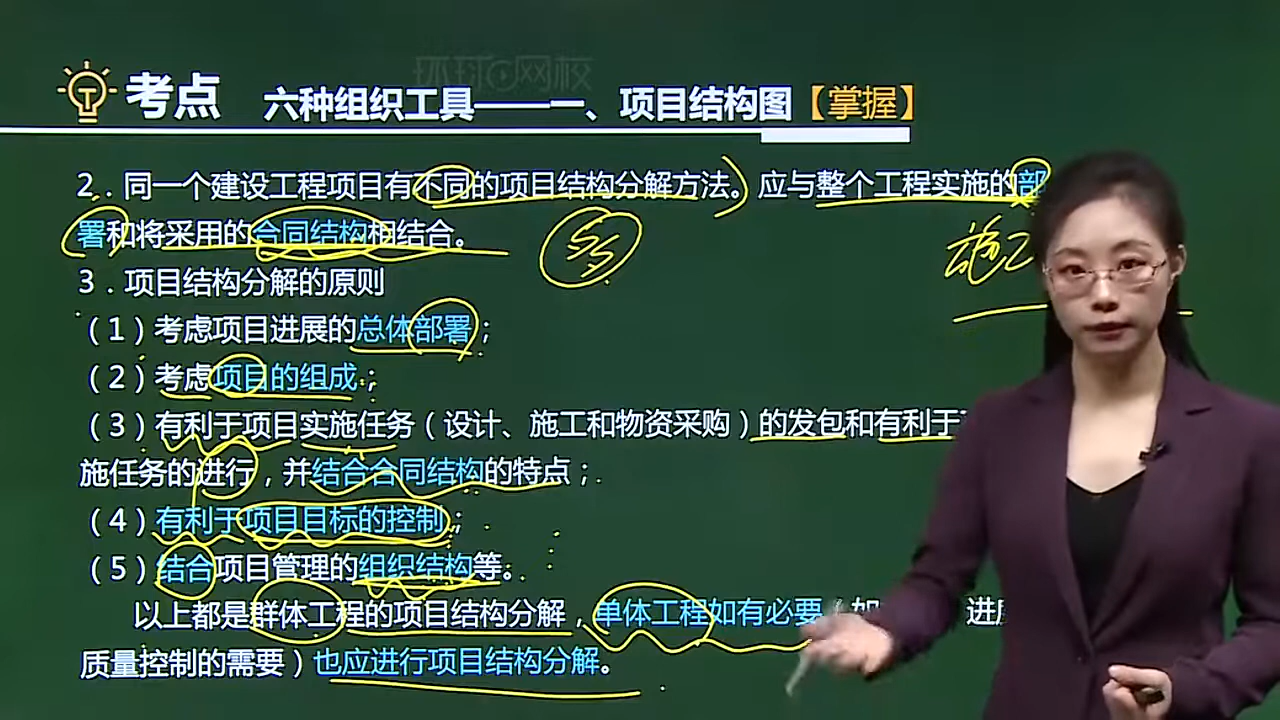 环球网校
考点 六种组织工具——一、项目结构图【掌握】
2．同一个建设工程项目有不同的项目结构分解方法。应与整个工程实施的部
署和将采用的合同结构相结合。
施工
3．项目结构分解的原则
（1）考虑项目进展的总体部署；
（2）考虑项目的组成；
（3）有利于项目实施任务（设计、施工和物资采购）的发包和有利于
施任务的进行，并结合合同结构的特点；
（4）有利于项目目标的控制；
（5）结合项目管理的组织结构等。
以上都是群体工程的项目结构分解，单体工程如有必要（如 进度
质量控制的需要）也应进行项目结构分解。